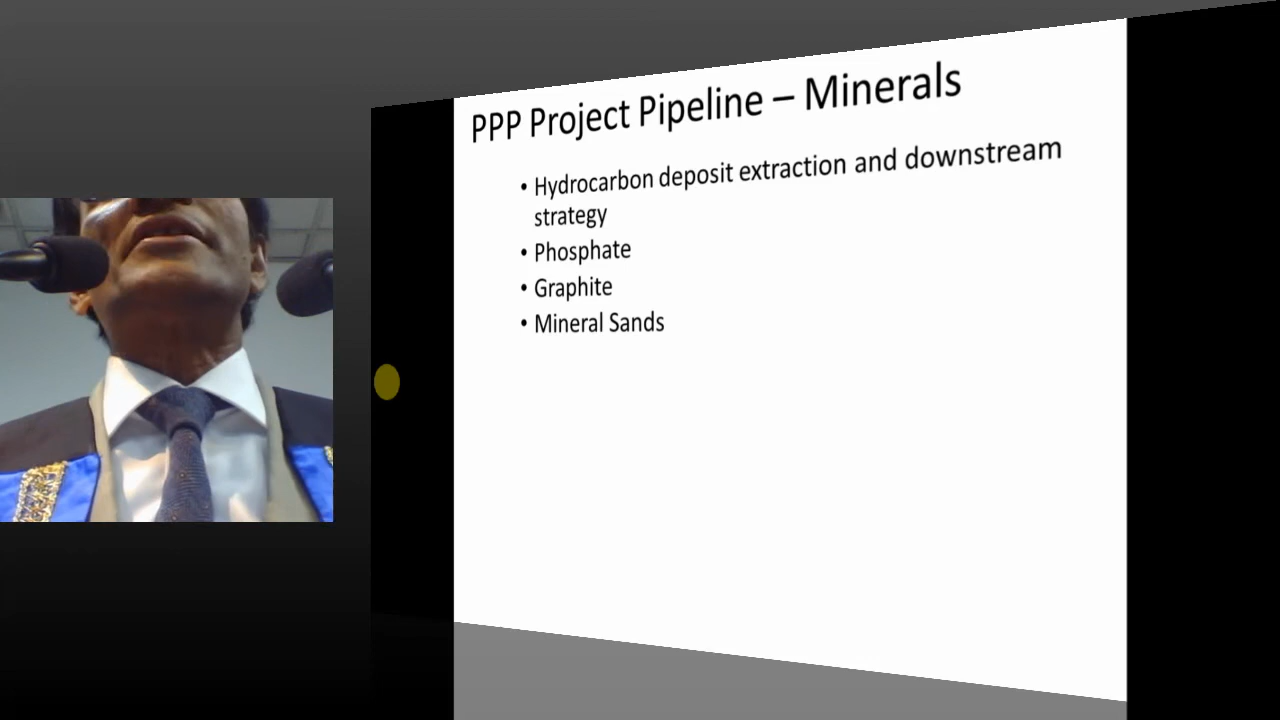 PPP Project Pipeline – Minerals
• Hydrocarbon deposit extraction and downstream
strategy
• Phosphate
• Graphite
• Mineral Sands